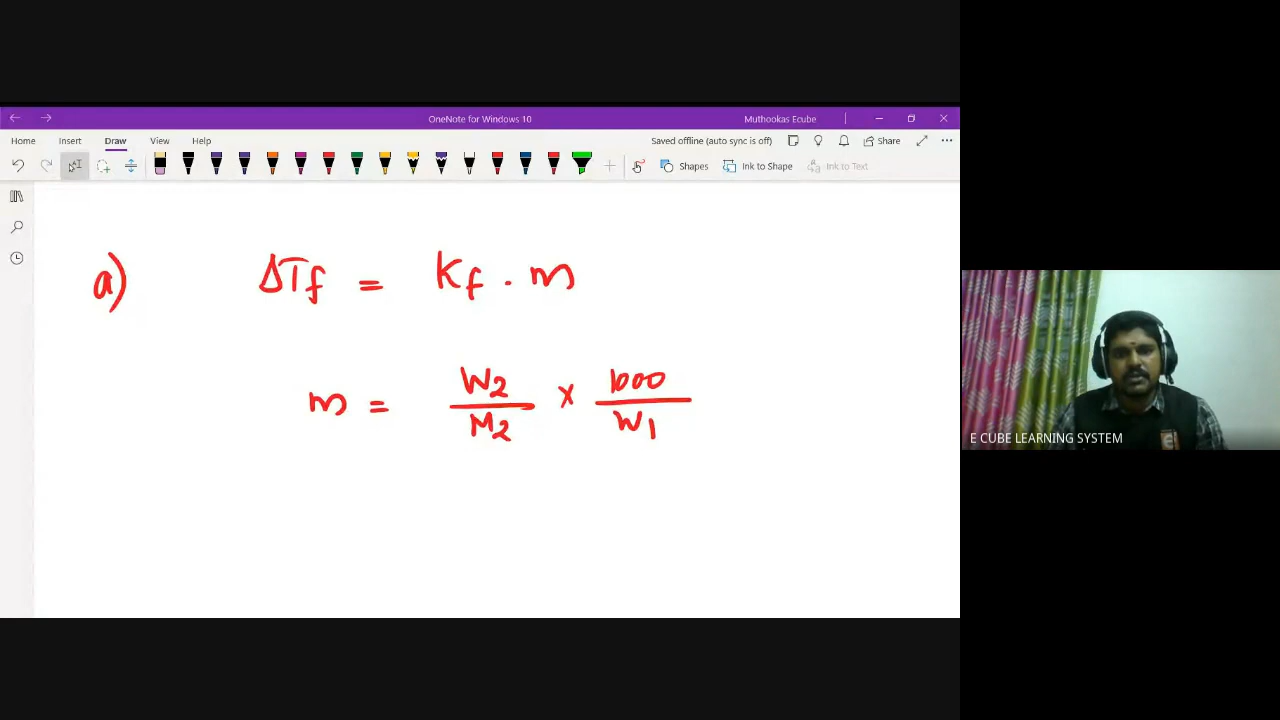 OneNote for Windows 10
Muthookas Ecube
Home Insert Draw View Help
Saved offline (auto sync is off)
Share
Shapes
Ink to Shape
Ink to Text
a) ΔTf = Kf . m
m = W2/M2 × 1000/W1
E CUBE LEARNING SYSTEM